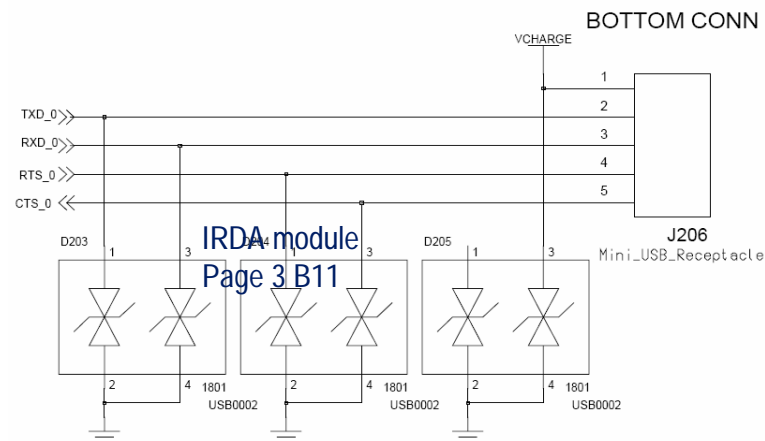 BOTTOM CONN
VCHARGE
1
TXD_0 2
RXD_0 3
RTS_0 4
CTS_0 5
J206
Mini_USB_Receptacle
IRDA module
Page 3 B11
D203 1 3
D204 1 3
D205 1 3
2 4 1801
USB0002
2 4 1801
USB0002
2 4 1801
USB0002